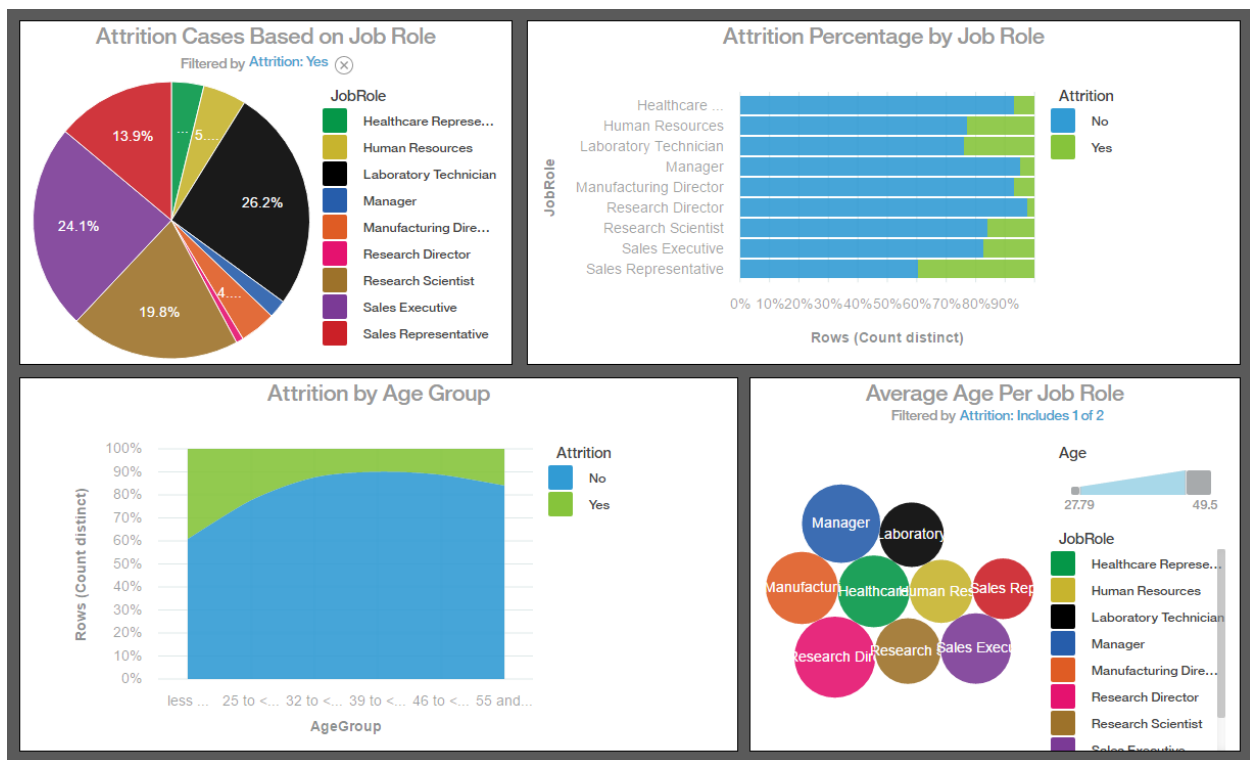 Attrition Cases Based on Job Role
Filtered by Attrition: Yes
JobRole
Healthcare Represe...
Human Resources
Laboratory Technician
Manager
Manufacturing Dire...
Research Director
Research Scientist
Sales Executive
Sales Representative
...
5....
26.2%
4....
19.8%
24.1%
13.9%
Attrition Percentage by Job Role
JobRole
Healthcare ...
Human Resources
Laboratory Technician
Manager
Manufacturing Director
Research Director
Research Scientist
Sales Executive
Sales Representative
0% 10% 20% 30% 40% 50% 60% 70% 80% 90%
Rows (Count distinct)
Attrition
No
Yes
Attrition by Age Group
Rows (Count distinct)
100%
90%
80%
70%
60%
50%
40%
30%
20%
10%
0%
less ... 25 to <... 32 to <... 39 to <... 46 to <... 55 and...
AgeGroup
Attrition
No
Yes
Average Age Per Job Role
Filtered by Attrition: Includes 1 of 2
Manager
Laboratory
Manufacturi
Healthcare
Human Res
Sales Rep
Research Dir
Research S
Sales Execu
Age
27.79 49.5
JobRole
Healthcare Represe...
Human Resources
Laboratory Technician
Manager
Manufacturing Dire...
Research Director
Research Scientist
Sales Executive